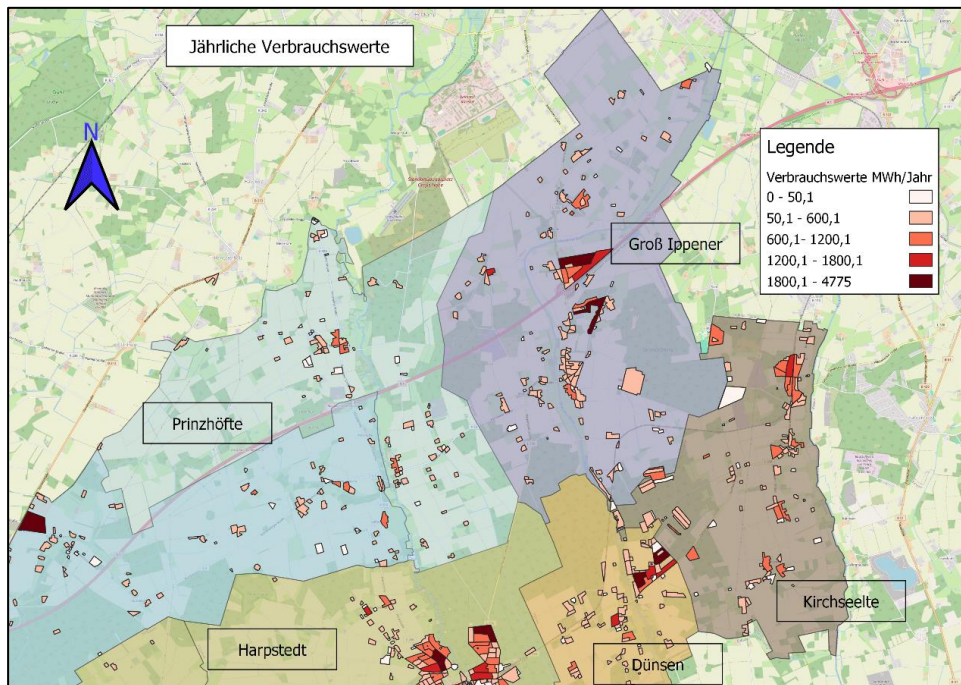 Jährliche Verbrauchswerte
N
Legende
Verbrauchswerte MWh/Jahr
0 - 50,1
50,1 - 600,1
600,1- 1200,1
1200,1 - 1800,1
1800,1 - 4775
Groß Ippener
Prinzhöfte
Kirchseelte
Harpstedt
Dünsen